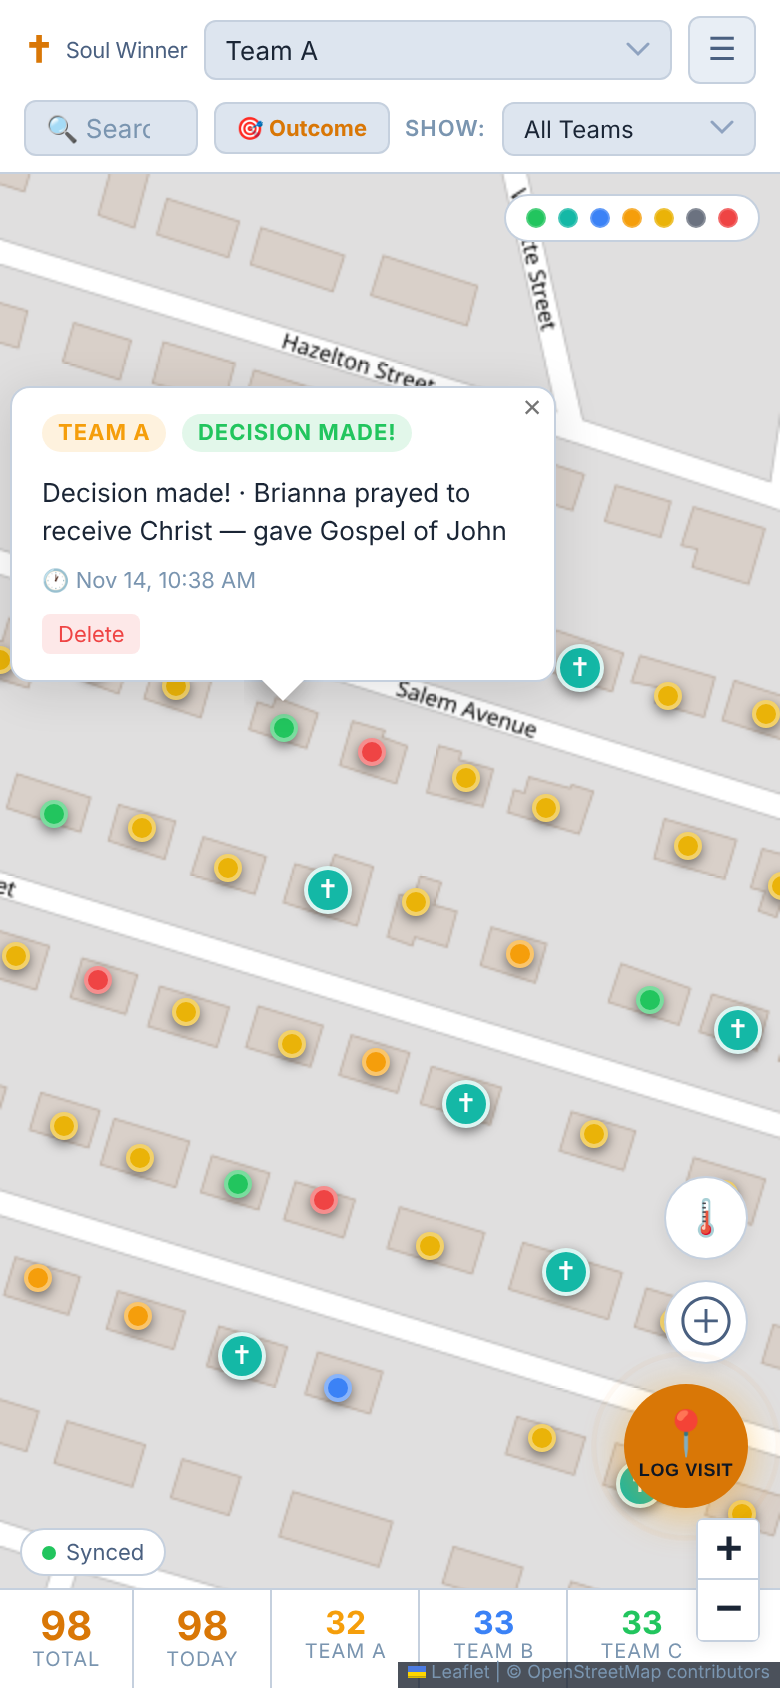 Soul Winner
Team A
Searc
Outcome
SHOW:
All Teams
Hazelton Street
Street
TEAM A
DECISION MADE!
Decision made! · Brianna prayed to
receive Christ — gave Gospel of John
Nov 14, 10:38 AM
Delete
Salem Avenue
et
LOG VISIT
Synced
+
−
98
TOTAL
98
TODAY
32
TEAM A
33
TEAM B
33
TEAM C
Leaflet | © OpenStreetMap contributors